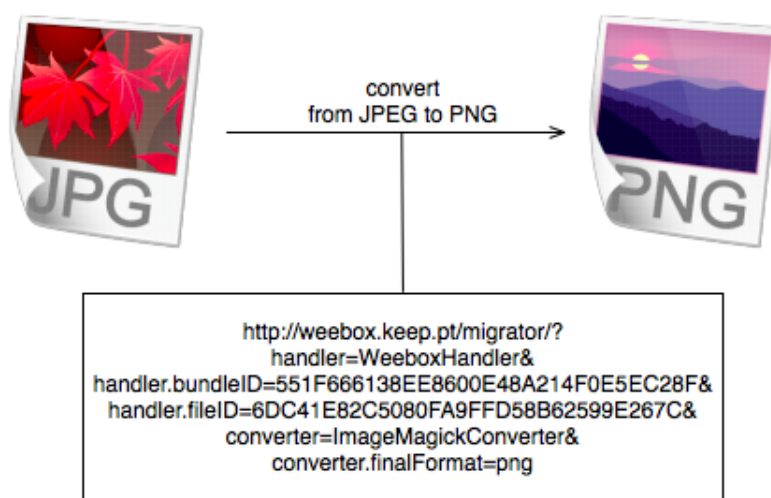 convert
from JPEG to PNG
JPG
PNG
http://weebox.keep.pt/migrator/?
handler=WeeboxHandler&
handler.bundleID=551F666138EE8600E48A214F0E5EC28F&
handler.fileID=6DC41E82C5080FA9FFD58B62599E267C&
converter=ImageMagickConverter&
converter.finalFormat=png